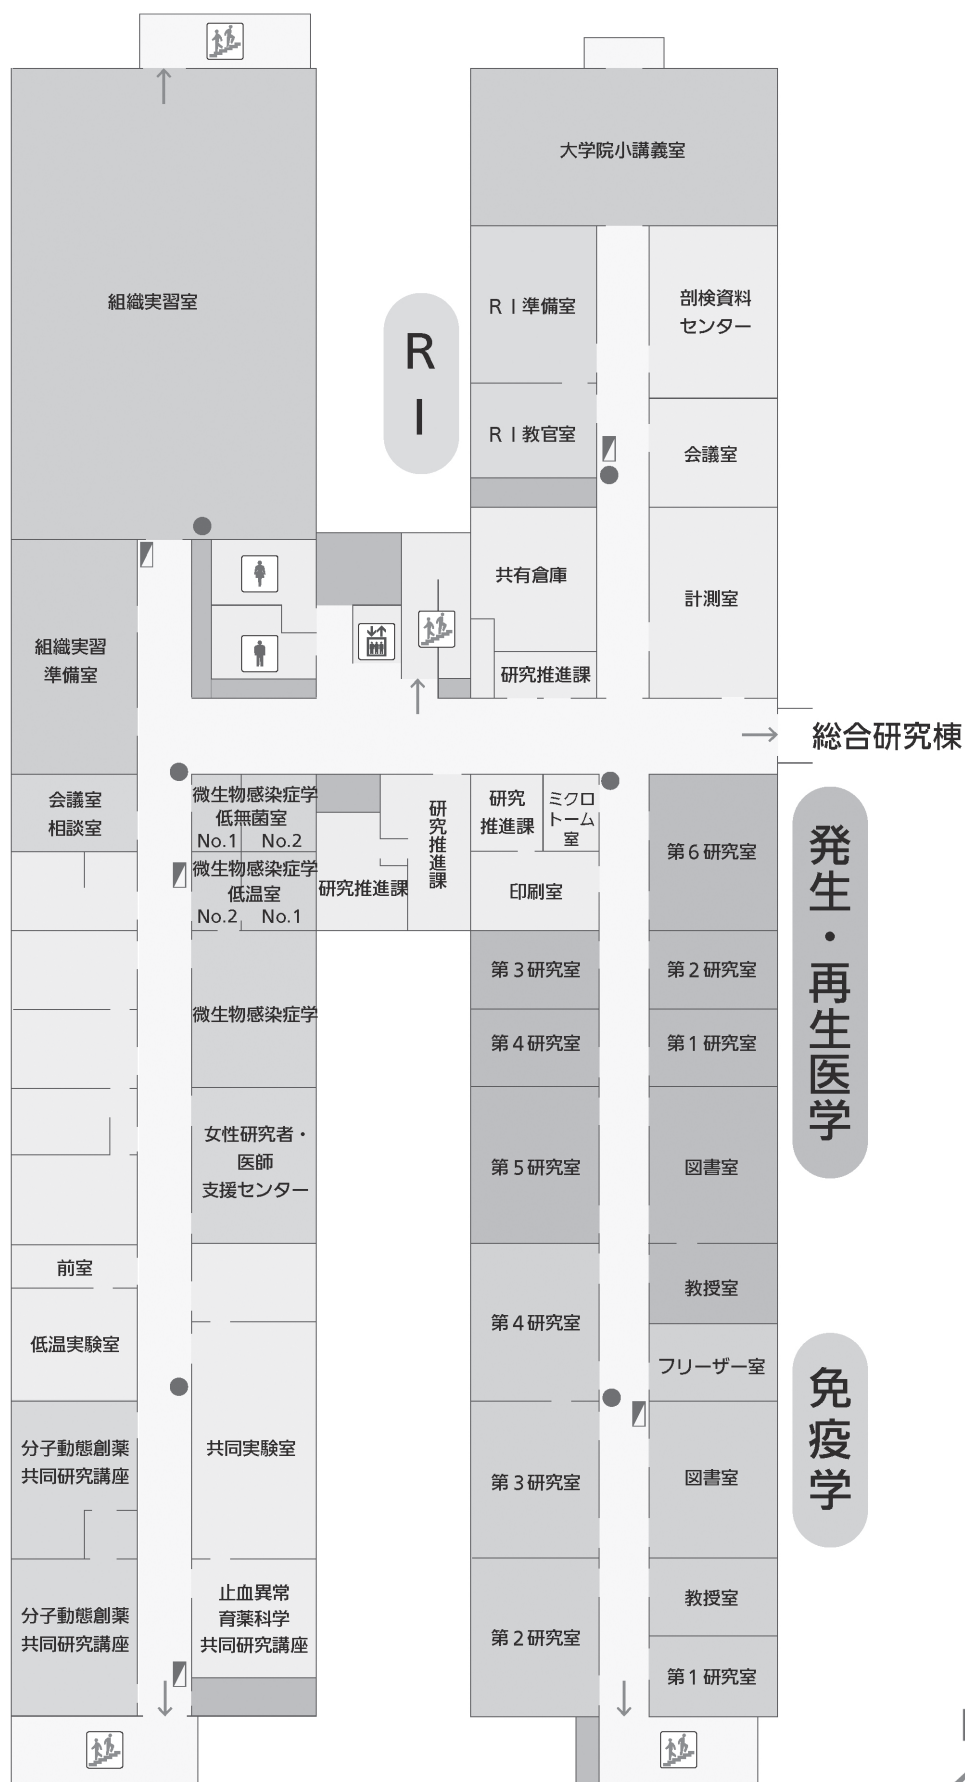 大学院小講義室
組織実習室
RI
RI準備室
剖検資料
センター
RI教官室
会議室
共有倉庫
計測室
組織実習
準備室
研究推進課
総合研究棟
会議室
相談室
微生物感染症学
低無菌室
No.1 No.2
微生物感染症学
低温室
No.2 No.1
研究推進課
研究推進課
研究
推進課
ミクロ
トーム
室
印刷室
第6研究室
発生・再生医学
第3研究室
第2研究室
微生物感染症学
第4研究室
第1研究室
女性研究者・
医師
支援センター
第5研究室
図書室
前室
教授室
低温実験室
第4研究室
フリーザー室
免疫学
分子動態創薬
共同研究講座
共同実験室
第3研究室
図書室
分子動態創薬
共同研究講座
止血異常
育薬科学
共同研究講座
第2研究室
教授室
第1研究室